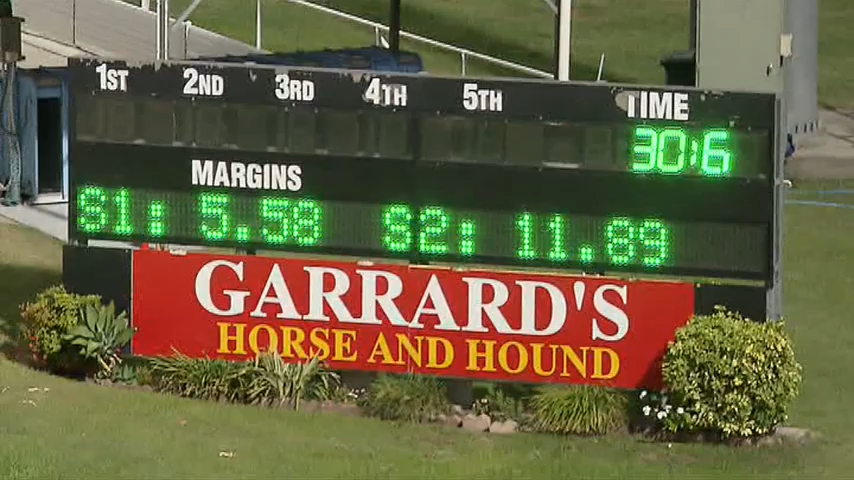 1ST 2ND 3RD 4TH 5TH TIME
30:6
MARGINS
S1: 5.58 S2: 11.89
GARRARD'S
HORSE AND HOUND